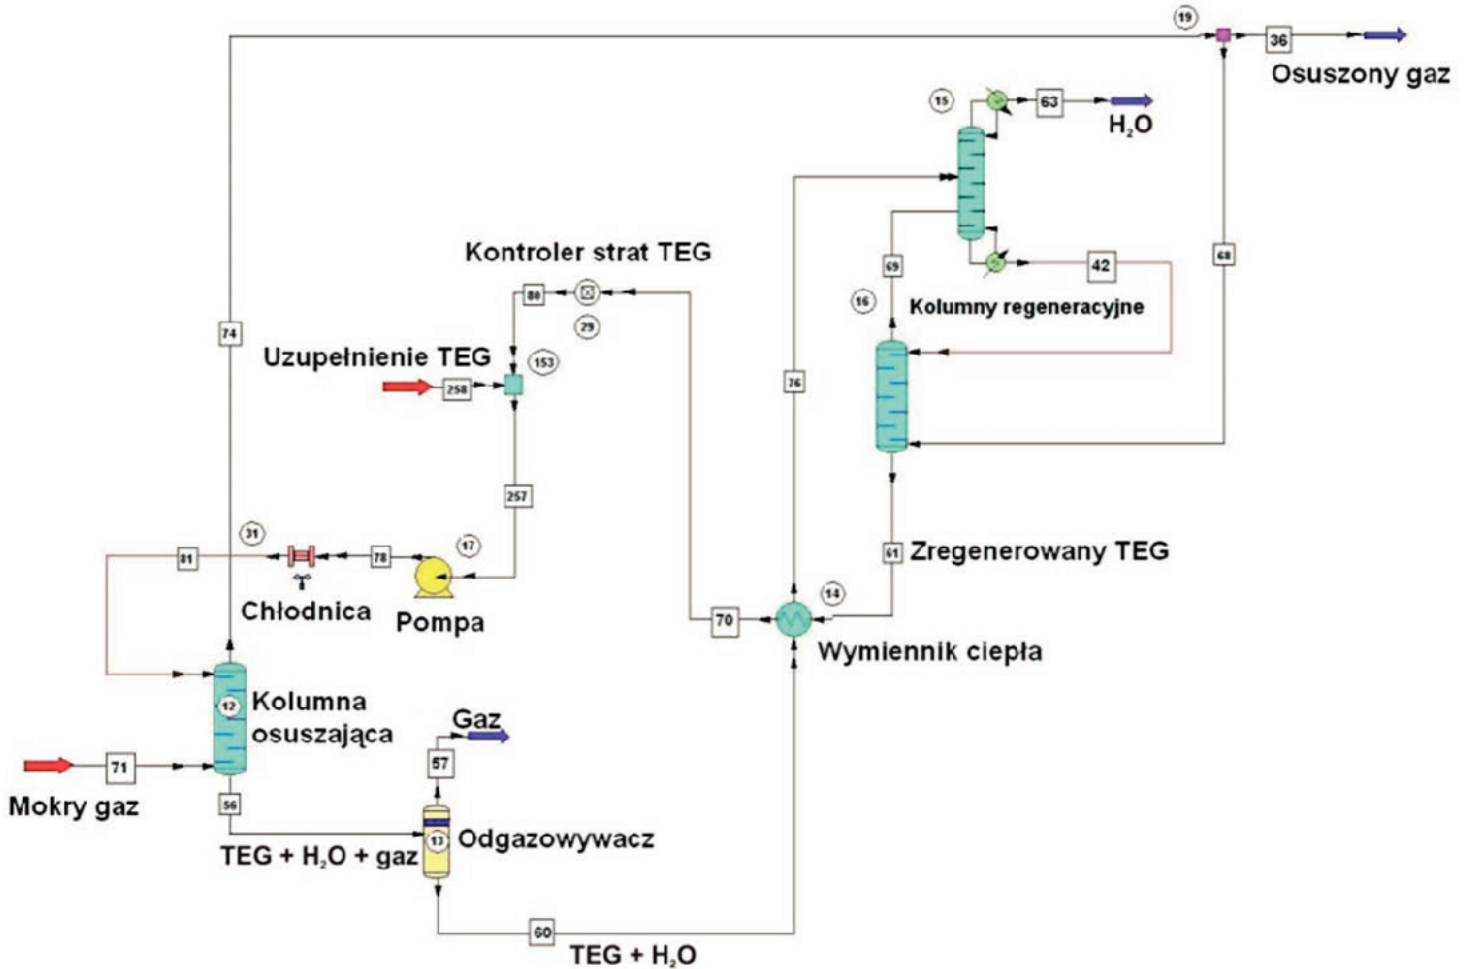 19
36
Osuszony gaz
15
63
H₂O
Kontroler strat TEG
69
42
68
80
16
Kolumny regeneracyjne
29
74
Uzupełnienie TEG
153
258
76
257
31
17
81
78
61
Zregenerowany TEG
14
Chłodnica
Pompa
70
Wymiennik ciepła
12
Kolumna
osuszająca
Gaz
71
57
Mokry gaz
56
13
Odgazowywacz
TEG + H₂O + gaz
60
TEG + H₂O